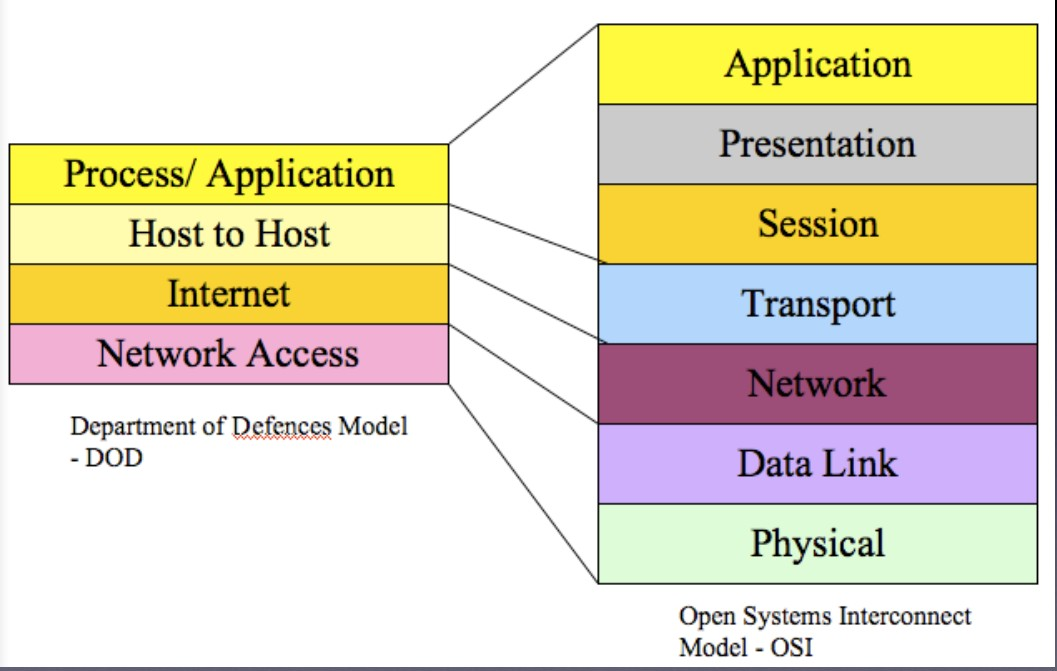 Process/ Application
Host to Host
Internet
Network Access
Department of Defences Model
- DOD
Application
Presentation
Session
Transport
Network
Data Link
Physical
Open Systems Interconnect
Model - OSI